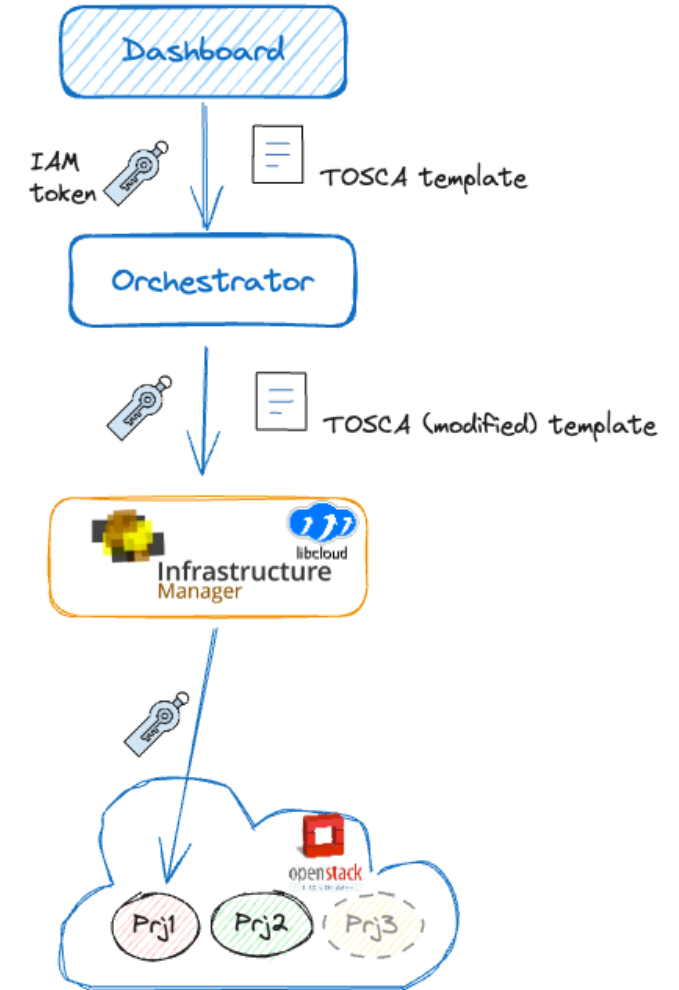 Dashboard
IAM
token
TOSCA template
Orchestrator
TOSCA (modified) template
libcloud
Infrastructure
Manager
openstack
Prj1 Prj2 Prj3